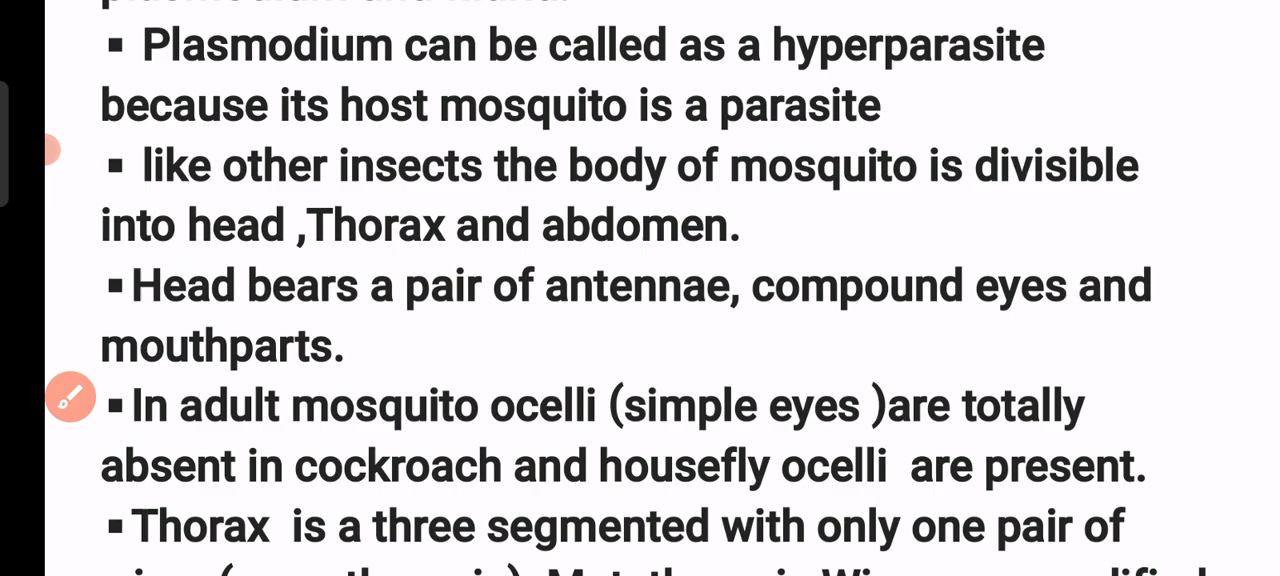 ▪ Plasmodium can be called as a hyperparasite
because its host mosquito is a parasite
▪ like other insects the body of mosquito is divisible
into head ,Thorax and abdomen.
▪Head bears a pair of antennae, compound eyes and
mouthparts.
▪In adult mosquito ocelli (simple eyes )are totally
absent in cockroach and housefly ocelli  are present.
▪Thorax  is a three segmented with only one pair of